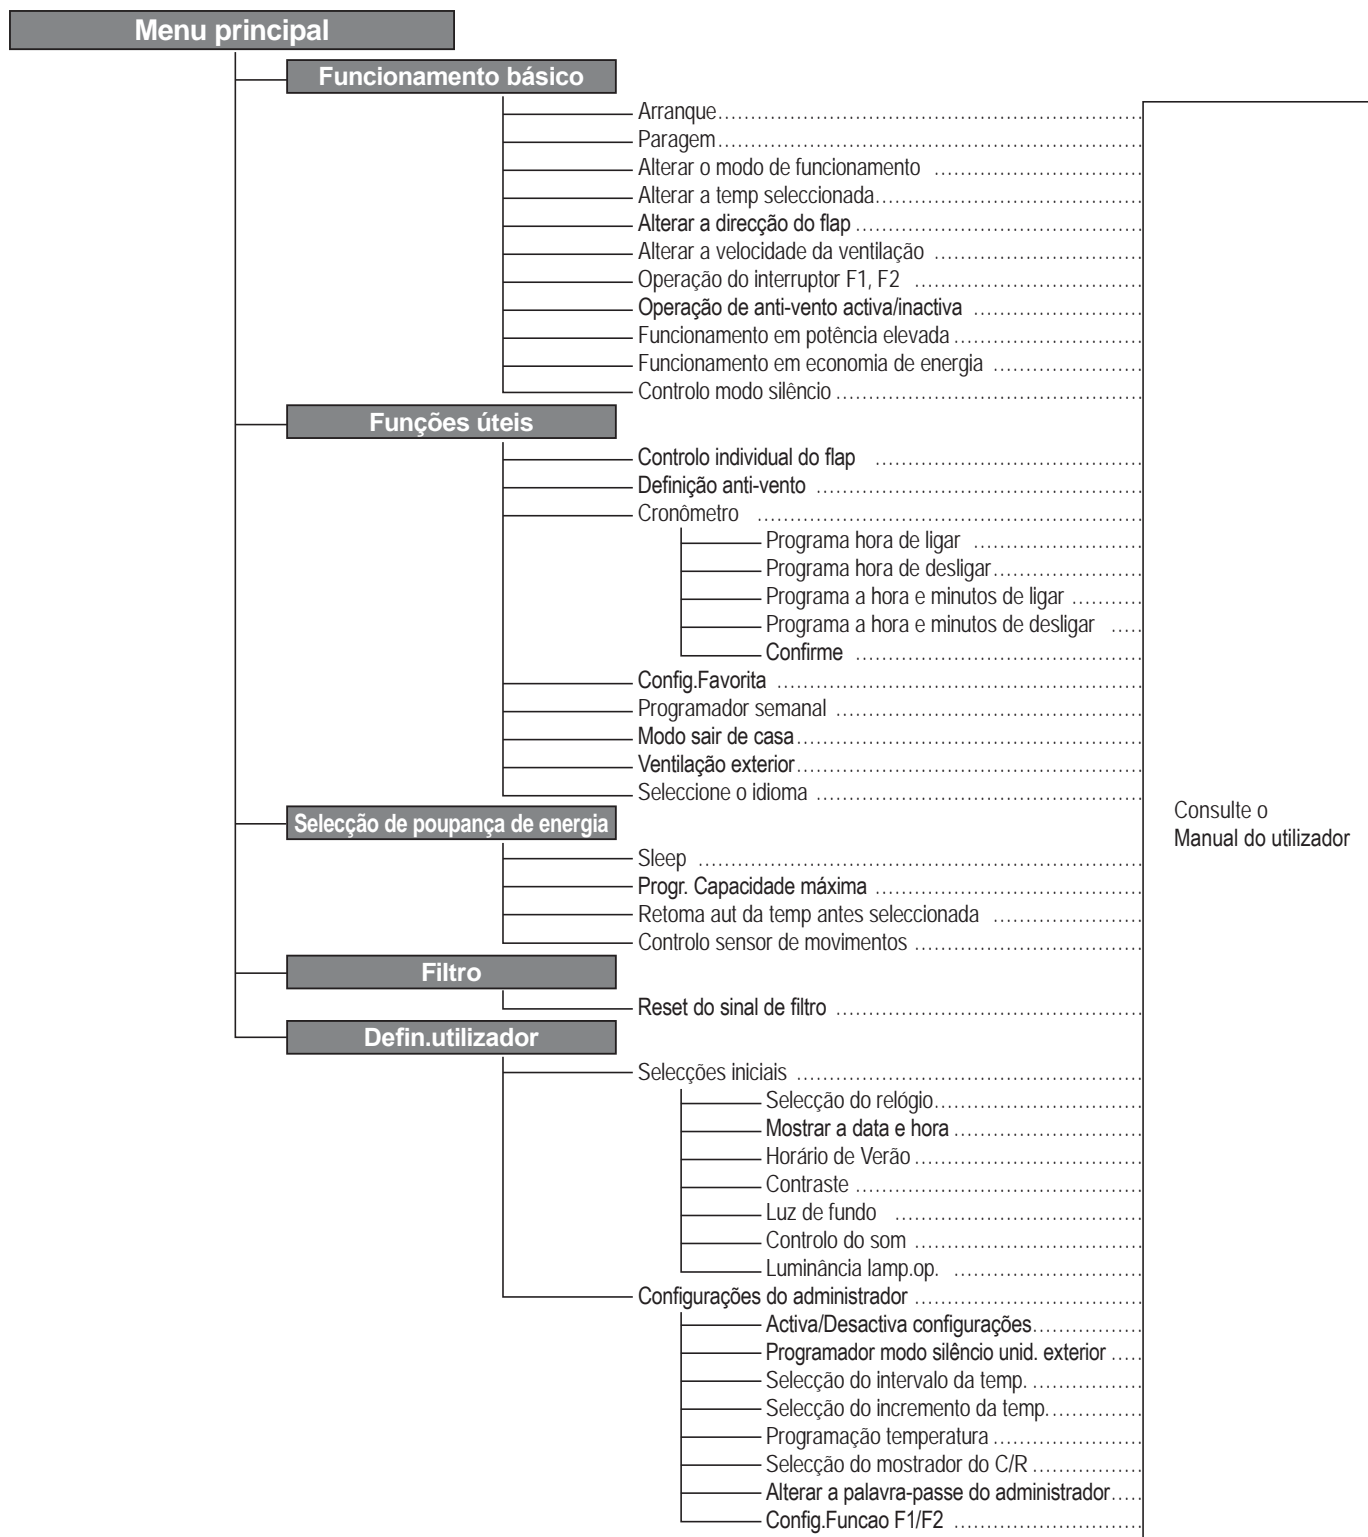 Menu principal
Funcionamento básico
Arranque
Paragem
Alterar o modo de funcionamento
Alterar a temp seleccionada
Alterar a direcção do flap
Alterar a velocidade da ventilação
Operação do interruptor F1, F2
Operação de anti-vento activa/inactiva
Funcionamento em potência elevada
Funcionamento em economia de energia
Controlo modo silêncio
Funções úteis
Controlo individual do flap
Definição anti-vento
Cronômetro
Programa hora de ligar
Programa hora de desligar
Programa a hora e minutos de ligar
Programa a hora e minutos de desligar
Confirme
Config.Favorita
Programador semanal
Modo sair de casa
Ventilação exterior
Seleccione o idioma
Selecção de poupança de energia
Sleep
Progr. Capacidade máxima
Retoma aut da temp antes seleccionada
Controlo sensor de movimentos
Filtro
Reset do sinal de filtro
Defin.utilizador
Selecções iniciais
Selecção do relógio
Mostrar a data e hora
Horário de Verão
Contraste
Luz de fundo
Controlo do som
Luminância lamp.op.
Configurações do administrador
Activa/Desactiva configurações
Programador modo silêncio unid. exterior
Selecção do intervalo da temp.
Selecção do incremento da temp.
Programação temperatura
Selecção do mostrador do C/R
Alterar a palavra-passe do administrador
Config.Funcao F1/F2
Consulte o
Manual do utilizador